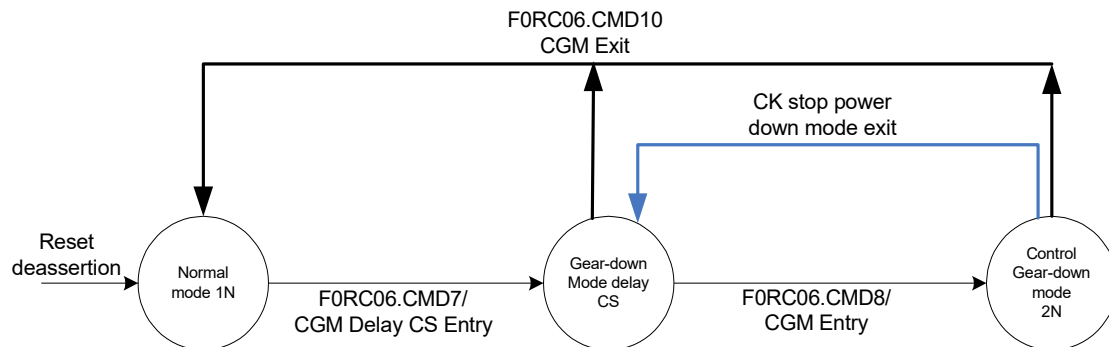 F0RC06.CMD10
CGM Exit
CK stop power
down mode exit
Reset
deassertion
Normal
mode 1N
F0RC06.CMD7/
CGM Delay CS Entry
Gear-down
Mode delay
CS
F0RC06.CMD8/
CGM Entry
Control
Gear-down
mode
2N